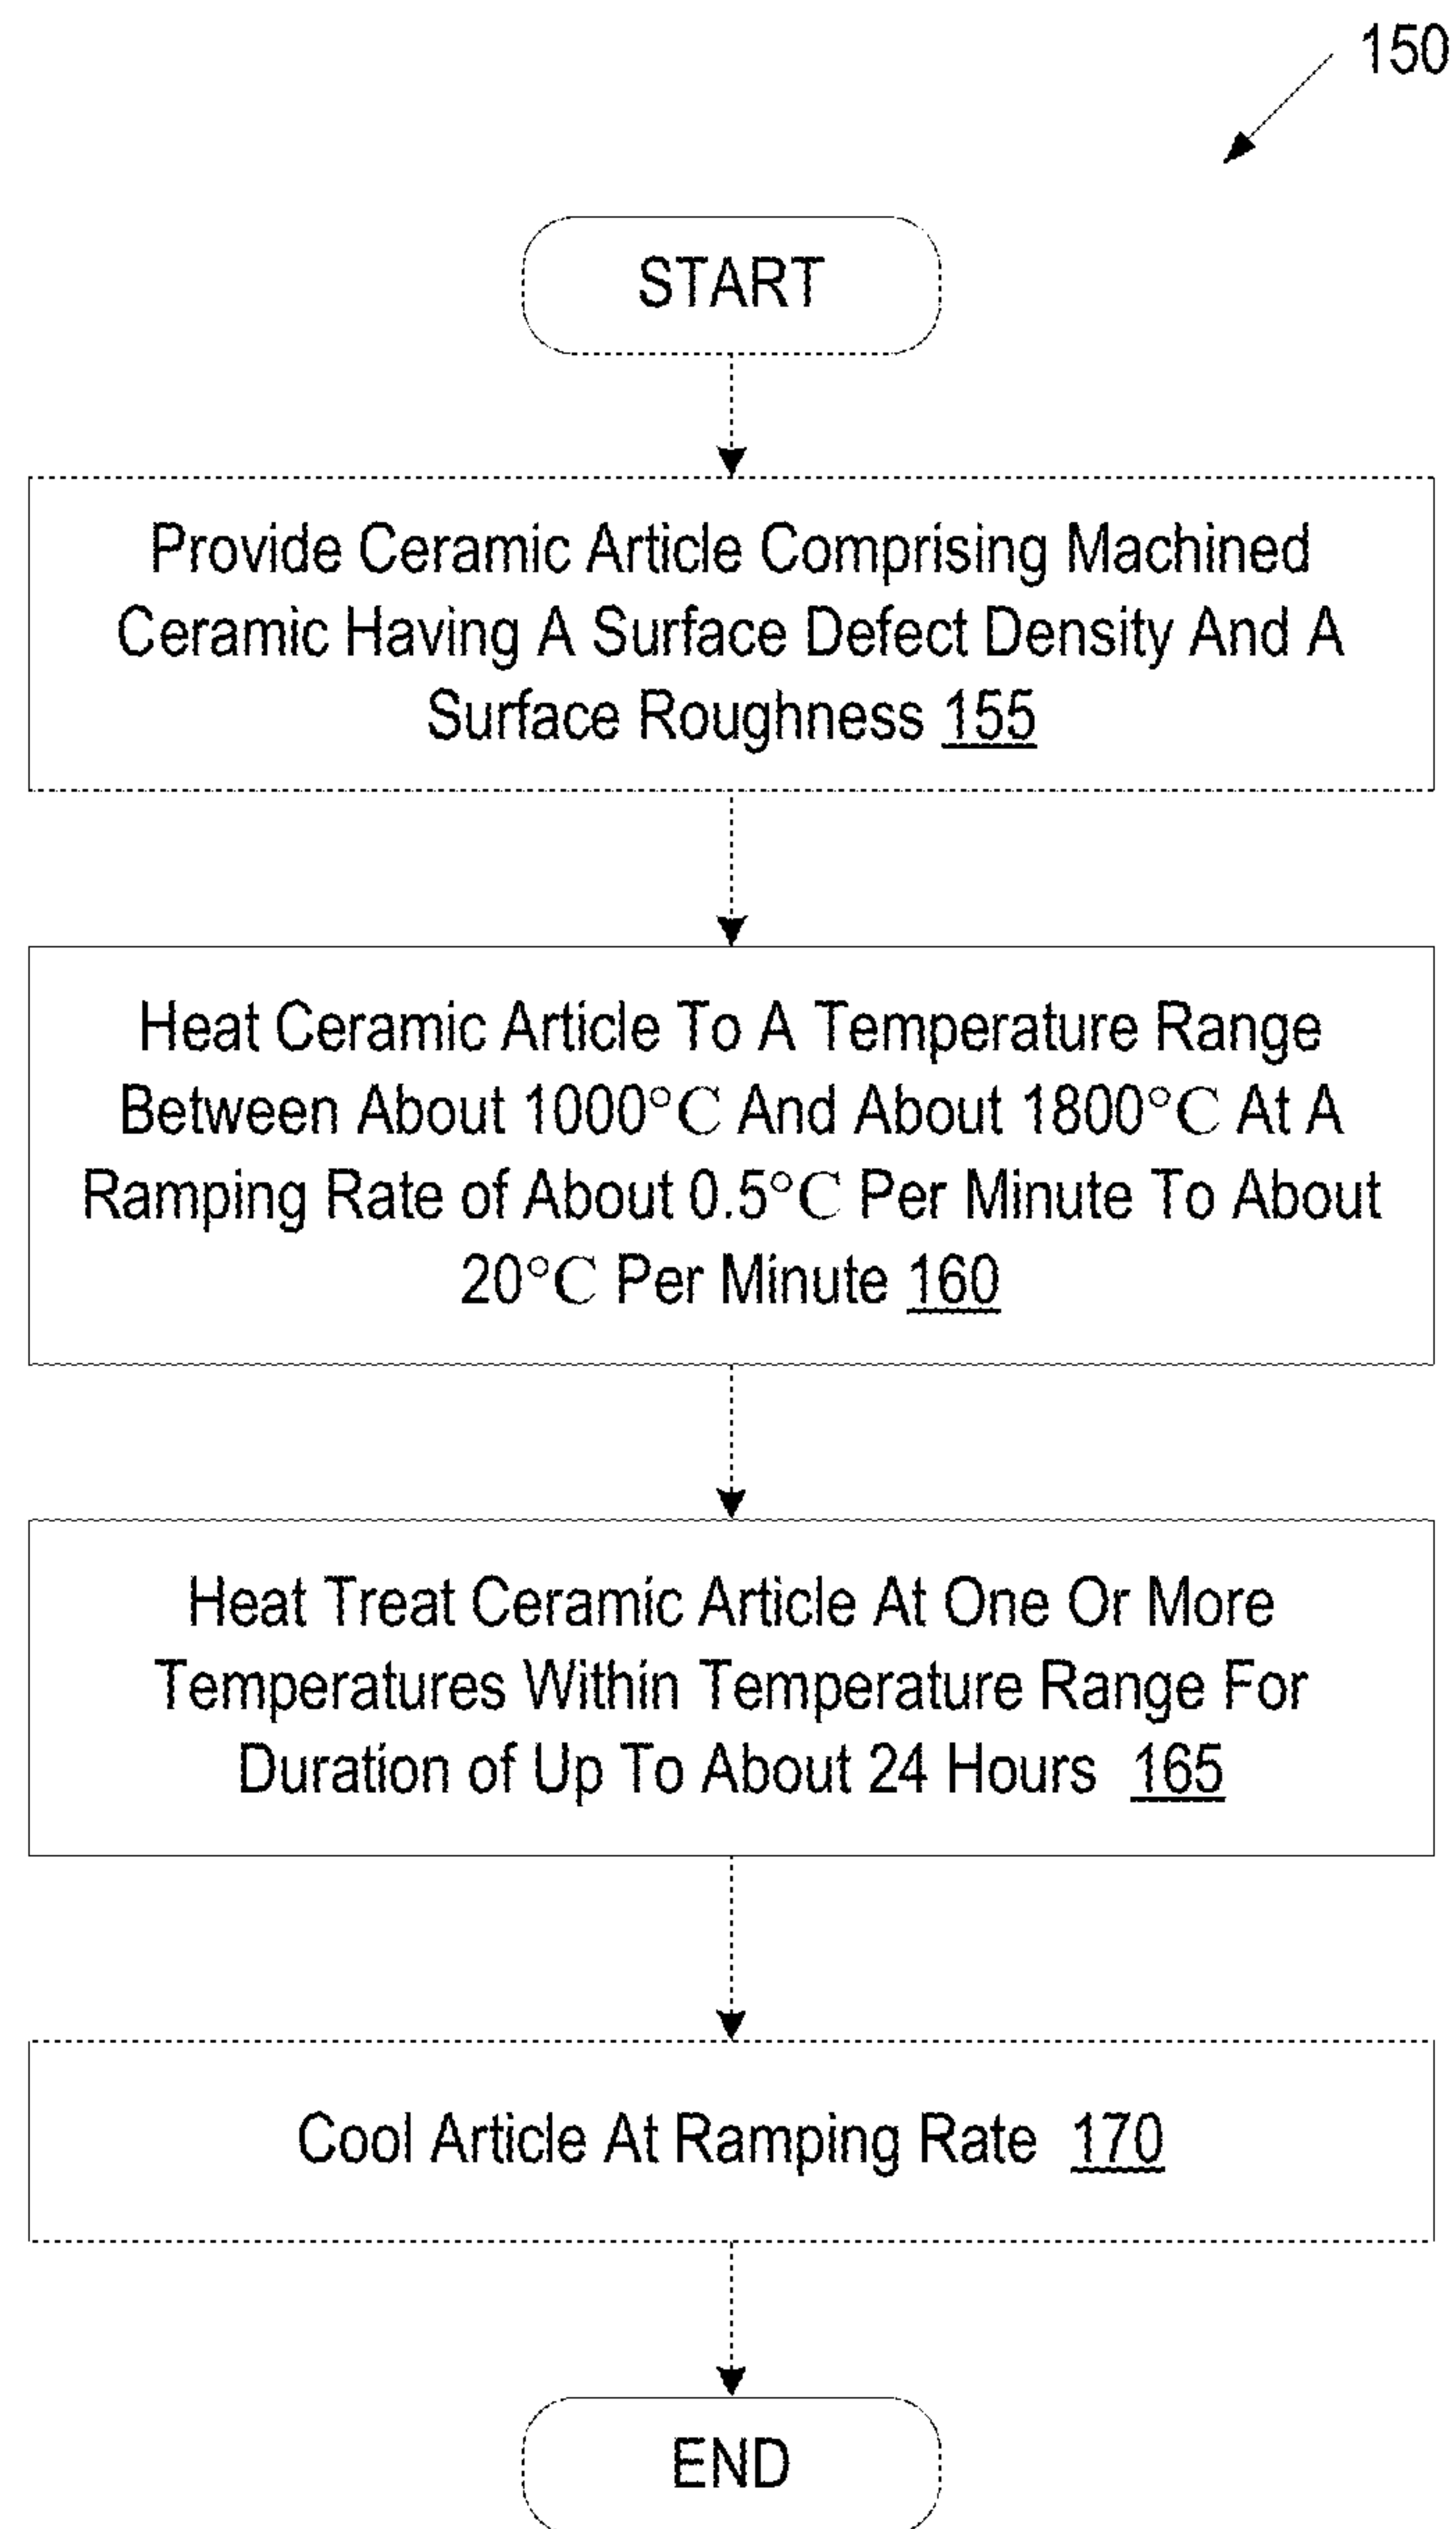 150
START
Provide Ceramic Article Comprising Machined
Ceramic Having A Surface Defect Density And A
Surface Roughness 155
Heat Ceramic Article To A Temperature Range
Between About 1000°C And About 1800°C At A
Ramping Rate of About 0.5°C Per Minute To About
20°C Per Minute 160
Heat Treat Ceramic Article At One Or More
Temperatures Within Temperature Range For
Duration of Up To About 24 Hours 165
Cool Article At Ramping Rate 170
END